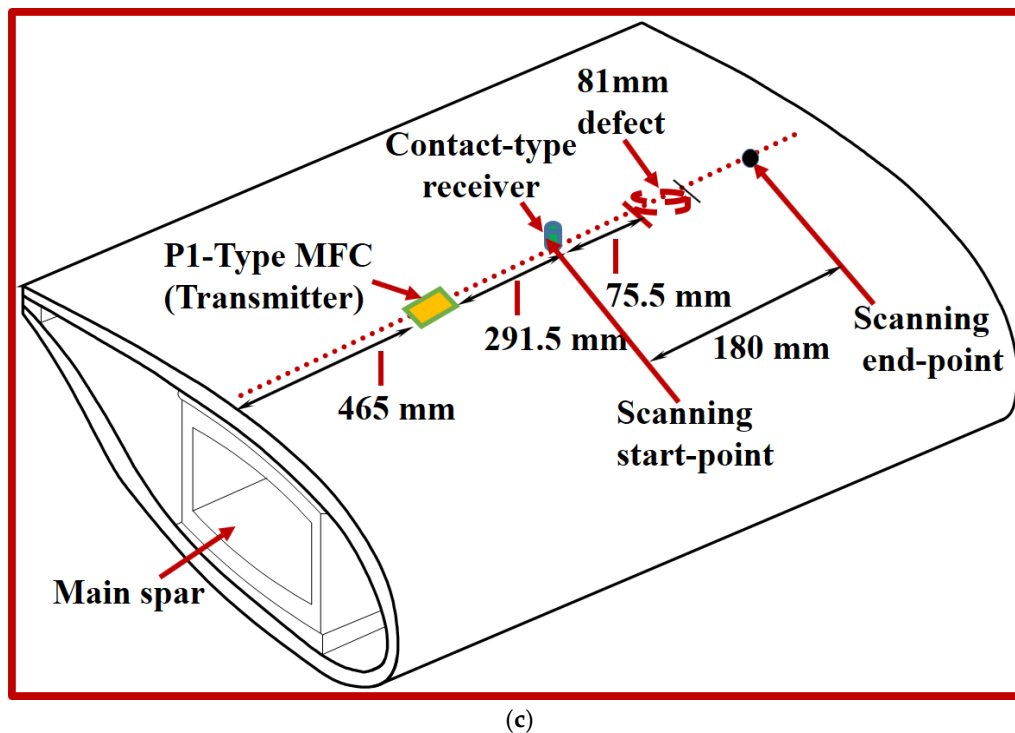 81mm
defect
Contact-type
receiver
P1-Type MFC
(Transmitter)
75.5 mm
291.5 mm
180 mm
465 mm
Scanning
end-point
Scanning
start-point
Main spar
(c)